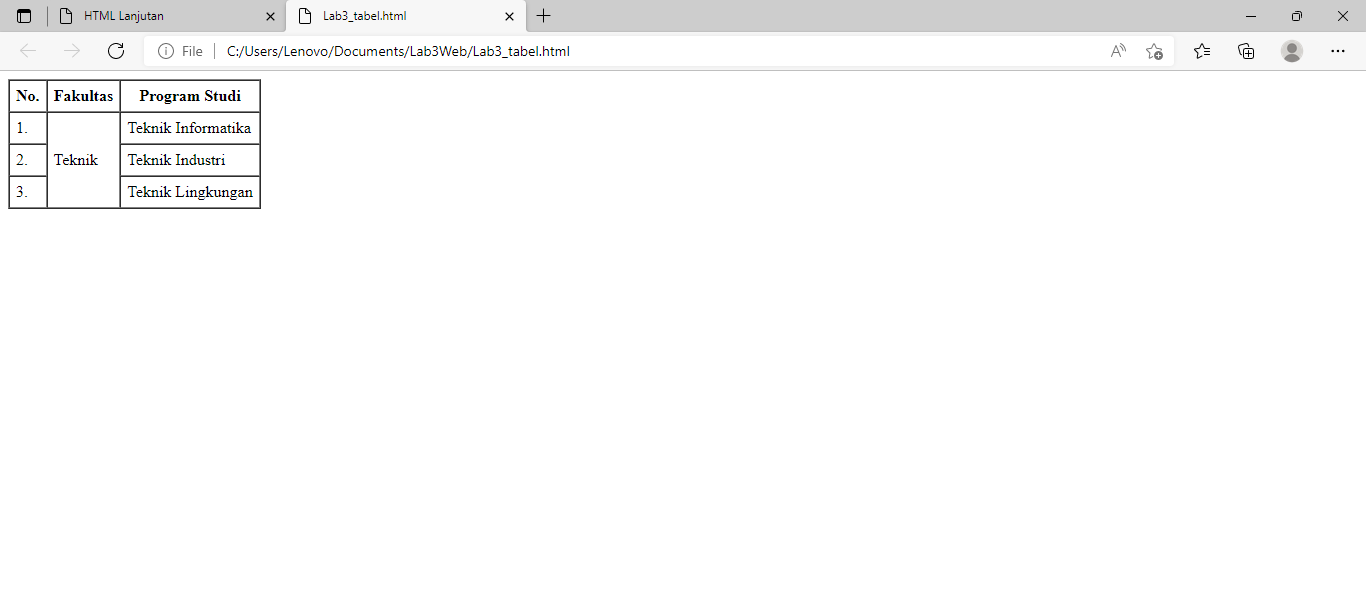 HTML Lanjutan
Lab3_tabel.html
File
C:/Users/Lenovo/Documents/Lab3Web/Lab3_tabel.html
No. Fakultas Program Studi
1. Teknik Informatika
2. Teknik Teknik Industri
3. Teknik Lingkungan